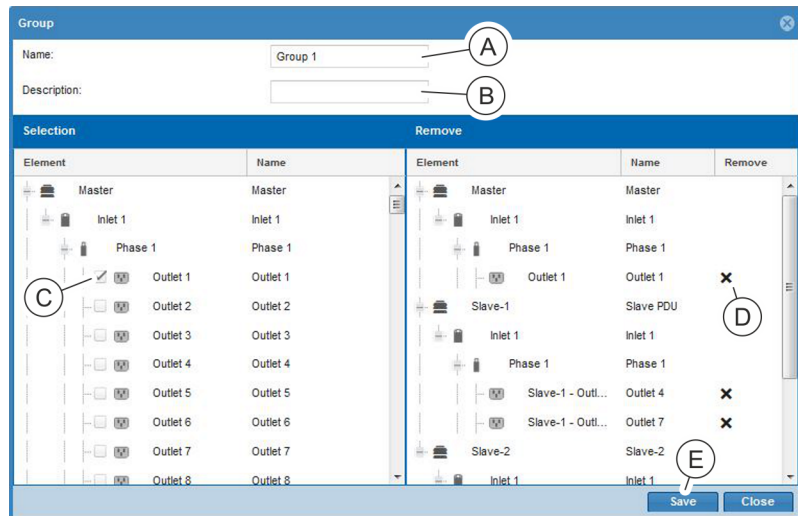 Group
Name: Group 1 A
Description: B
Selection Remove
Element Name Element Name Remove
Master Master Master Master
Inlet 1 Inlet 1 Inlet 1 Inlet 1
Phase 1 Phase 1 Phase 1 Phase 1
C Outlet 1 Outlet 1 Outlet 1 Outlet 1 D
Outlet 2 Outlet 2 Slave-1 Slave PDU
Outlet 3 Outlet 3 Inlet 1 Inlet 1
Outlet 4 Outlet 4 Phase 1 Phase 1
Outlet 5 Outlet 5 Slave-1 - Outl... Outlet 4
Outlet 6 Outlet 6 Slave-1 - Outl... Outlet 7
Outlet 7 Outlet 7 Slave-2 Slave-2 E
Outlet 8 Outlet 8 Inlet 1 Inlet 1
Save Close